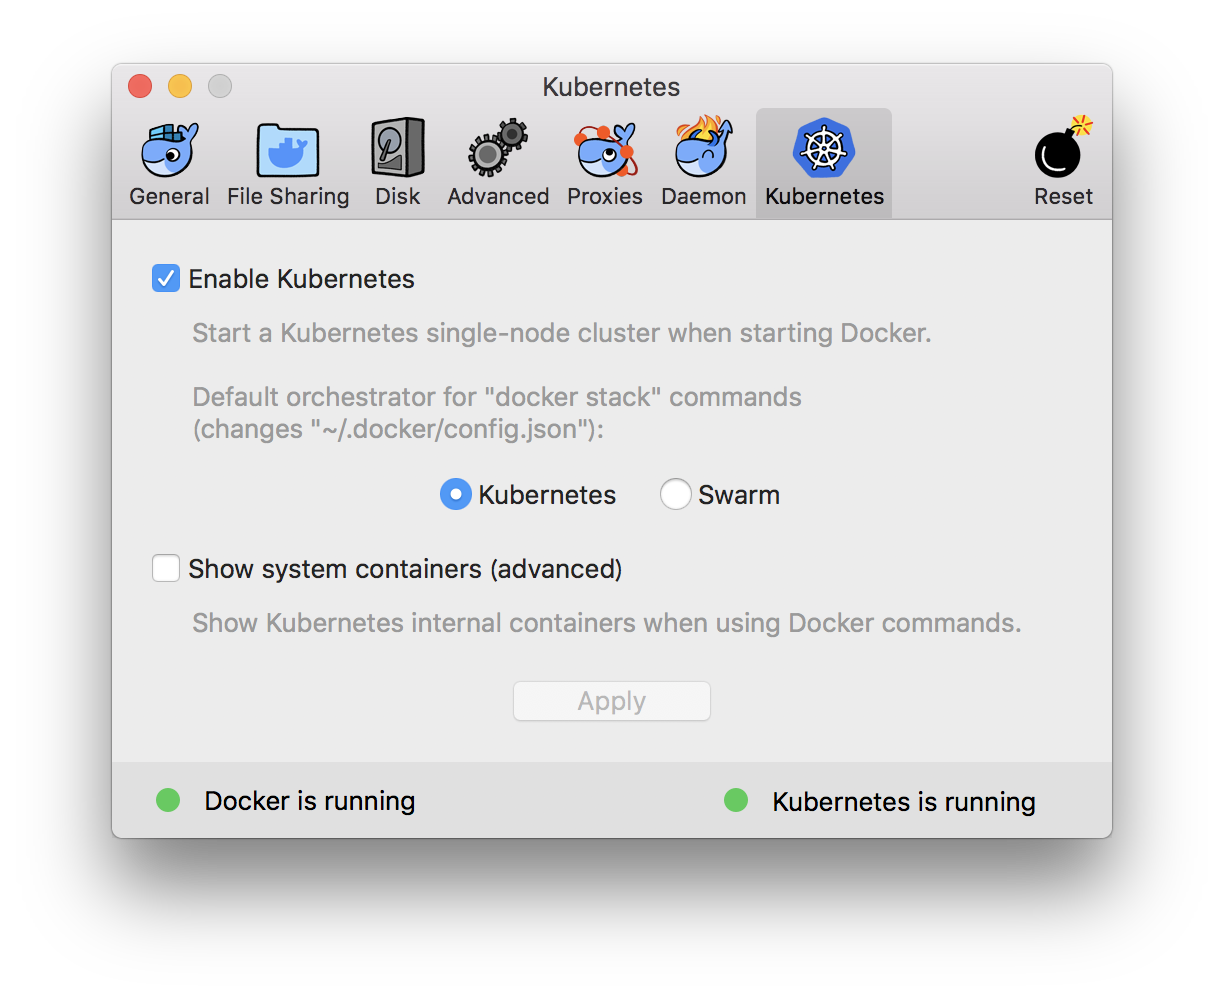 Kubernetes
General File Sharing Disk Advanced Proxies Daemon Kubernetes Reset
Enable Kubernetes
Start a Kubernetes single-node cluster when starting Docker.
Default orchestrator for "docker stack" commands
(changes "~/.docker/config.json"):
Kubernetes Swarm
Show system containers (advanced)
Show Kubernetes internal containers when using Docker commands.
Apply
Docker is running Kubernetes is running